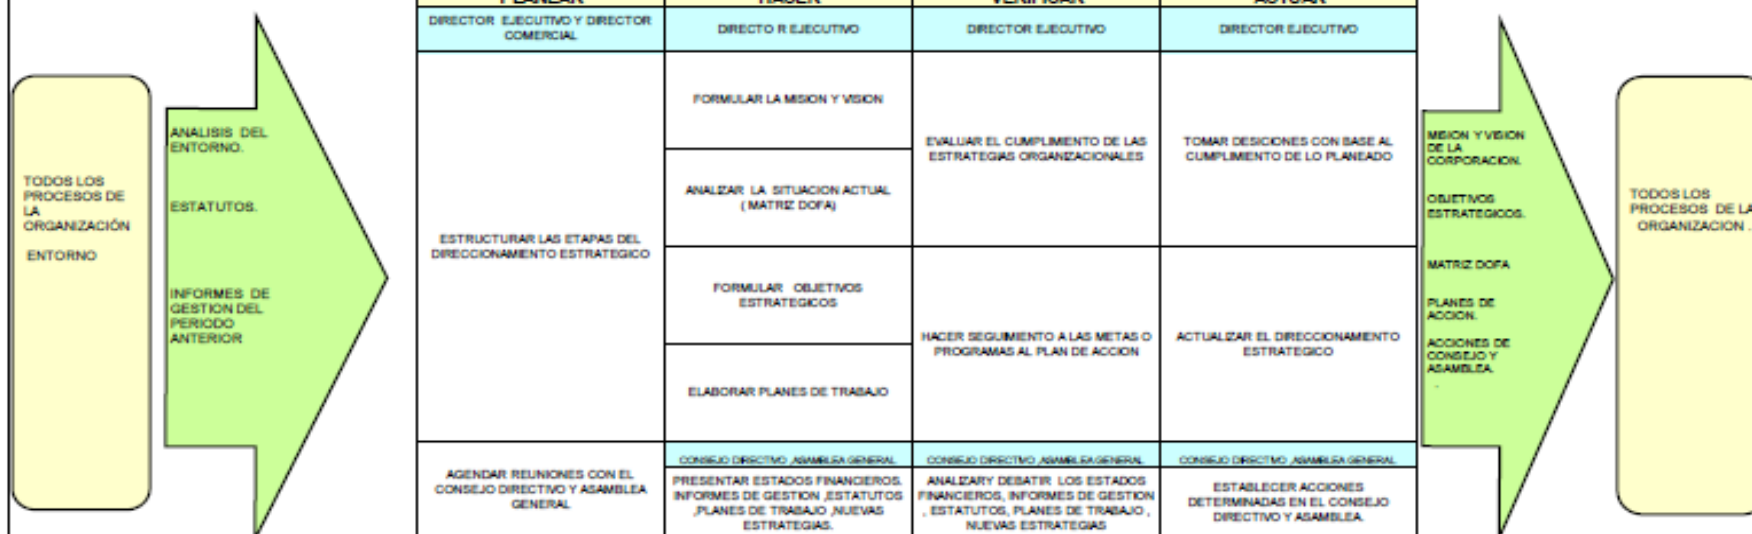 PLANEAR
HACER
VERIFICAR
ACTUAR
DIRECTOR EJECUTIVO Y DIRECTOR
COMERCIAL
DIRECTO R EJECUTIVO
DIRECTOR EJECUTIVO
DIRECTOR EJECUTIVO
TODOS LOS
PROCESOS DE
LA
ORGANIZACIÓN
ENTORNO
ANALISIS DEL
ENTORNO.
ESTATUTOS.
INFORMES DE
GESTION DEL
PERIODO
ANTERIOR
ESTRUCTURAR LAS ETAPAS DEL
DIRECCIONAMIENTO ESTRATEGICO
FORMULAR LA MISION Y VISION
ANALIZAR LA SITUACION ACTUAL
( MATRIZ DOFA)
FORMULAR OBJETIVOS
ESTRATEGICOS
ELABORAR PLANES DE TRABAJO
EVALUAR EL CUMPLIMENTO DE LAS
ESTRATEGIAS ORGANIZACIONALES
HACER SEGUIMIENTO A LAS METAS O
PROGRAMAS AL PLAN DE ACCION
TOMAR DESICIONES CON BASE AL
CUMPLIMENTO DE LO PLANEADO
ACTUALIZAR EL DIRECCIONAMIENTO
ESTRATEGICO
AGENDAR REUNIONES CON EL
CONSEJO DIRECTIVO Y ASAMBLEA
GENERAL
CONSEJO DIRECTIVO ,ASAMBLEA GENERAL
PRESENTAR ESTADOS FINANCIEROS.
INFORMES DE GESTION ,ESTATUTOS
,PLANES DE TRABAJO ,NUEVAS
ESTRATEGIAS.
CONSEJO DIRECTIVO ,ASAMBLEA GENERAL
ANALIZARY DEBATIR LOS ESTADOS
FINANCIEROS, INFORMES DE GESTION
, ESTATUTOS, PLANES DE TRABAJO ,
NUEVAS ESTRATEGIAS
CONSEJO DIRECTIVO ,ASAMBLEA GENERAL
ESTABLECER ACCIONES
DETERMINADAS EN EL CONSEJO
DIRECTIVO Y ASAMBLEA.
MISION Y VISION
DE LA
CORPORACION.
OBJETIVOS
ESTRATEGICOS.
MATRIZ DOFA
PLANES DE
ACCION.
ACCIONES DE
CONSEJO Y
ASAMBLEA.
.
TODOS LOS
PROCESOS DE LA
ORGANIZACION .